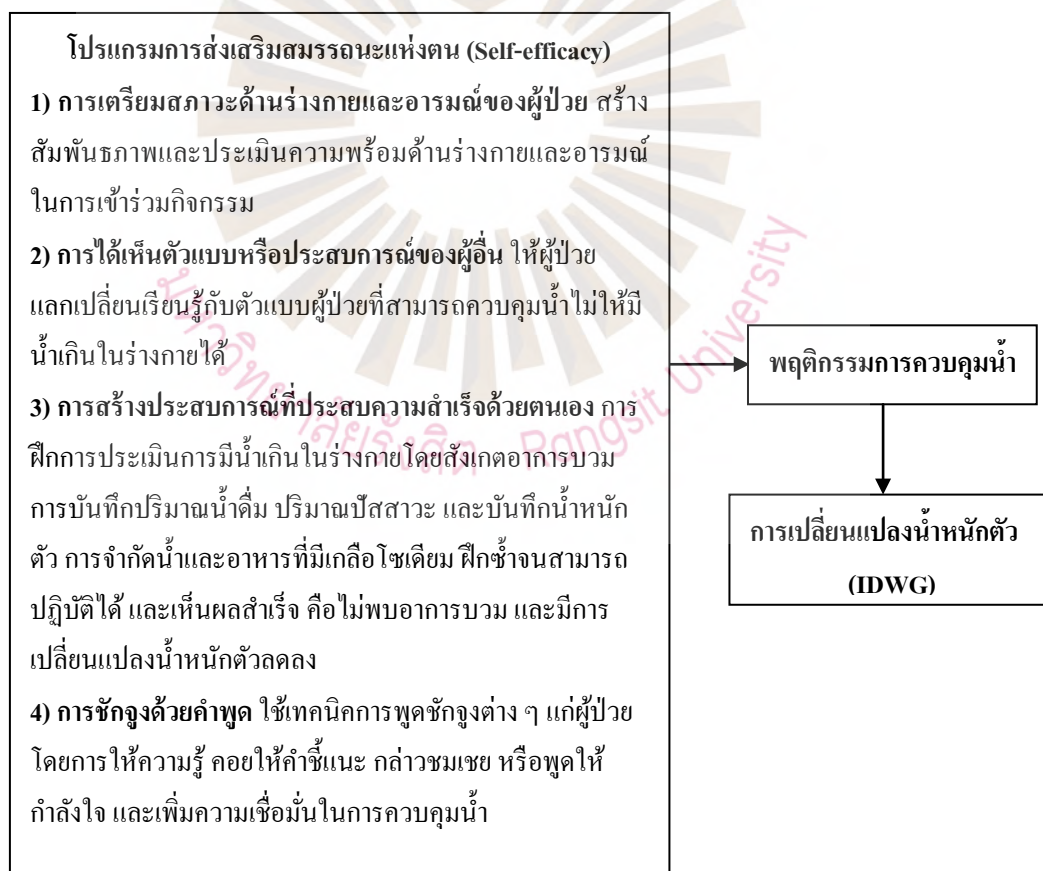 โปรแกรมการส่งเสริมสมรรถนะแห่งตน (Self-efficacy)
1) การเตรียมสภาวะด้านร่างกายและอารมณ์ของผู้ป่วย สร้าง
สัมพันธภาพและประเมินความพร้อมด้านร่างกายและอารมณ์
ในการเข้าร่วมกิจกรรม
2) การได้เห็นตัวแบบหรือประสบการณ์ของผู้อื่น ให้ผู้ป่วย
แลกเปลี่ยนเรียนรู้กับตัวแบบผู้ป่วยที่สามารถควบคุมน้ำไม่ให้มี
น้ำเกินในร่างกายได้
3) การสร้างประสบการณ์ที่ประสบความสำเร็จด้วยตนเอง การ
ฝึกการประเมินการมีน้ำเกินในร่างกายโดยสังเกตอาการบวม
การบันทึกปริมาณน้ำดื่ม ปริมาณปัสสาวะ และบันทึกน้ำหนัก
ตัว การจำกัดน้ำและอาหารที่มีเกลือโซเดียม ฝึกซ้ำจนสามารถ
ปฏิบัติได้ และเห็นผลสำเร็จ คือไม่พบอาการบวม และมีการ
เปลี่ยนแปลงน้ำหนักตัวลดลง
4) การชักจูงด้วยคำพูด ใช้เทคนิคการพูดชักจูงต่าง ๆ แก่ผู้ป่วย
โดยการให้ความรู้ คอยให้คำชี้แนะ กล่าวชมเชย หรือพูดให้
กำลังใจ และเพิ่มความเชื่อมั่นในการควบคุมน้ำ
พฤติกรรมการควบคุมน้ำ
การเปลี่ยนแปลงน้ำหนักตัว
(IDWG)
มหาวิทยาลัยรังสิต Rangsit University